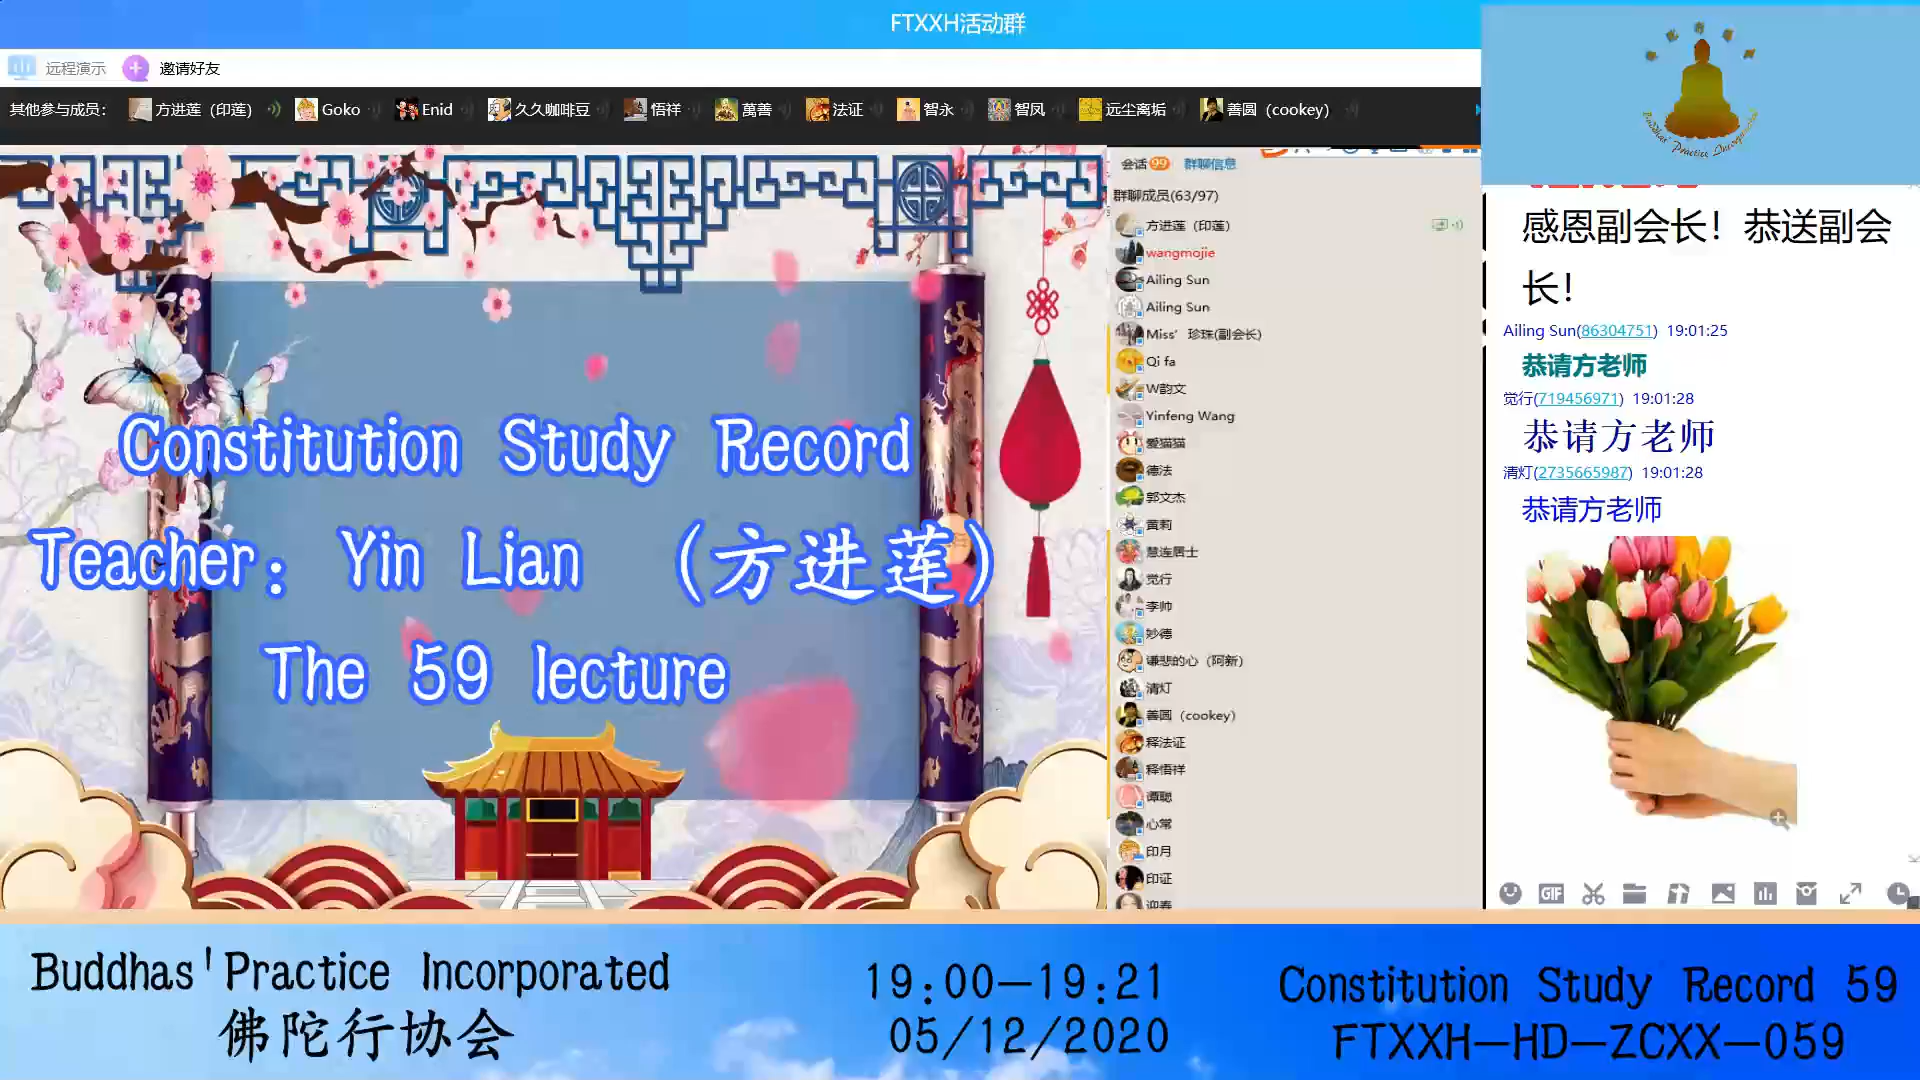 FTXXH活动群
远程演示
邀请好友
其他参与成员:
方进莲（印莲）
Goko
Enid
久久咖啡豆
悟祥
萬善
法证
智永
智凤
远尘离垢
善圆（cookey）
Constitution Study Record
Teacher: Yin Lian （方进莲）
The 59 lecture
会话 99 群聊信息
群聊成员(63/97)
方进莲（印莲）
wangmojie
Ailing Sun
Ailing Sun
Miss' 珍珠(副会长)
Qi fa
W韵文
Yinfeng Wang
爱猫猫
德法
郭文杰
黄莉
慧连居士
觉行
李帅
妙德
谦悲的心（阿新）
清灯
善圆（cookey）
释法证
释悟祥
谭聪
心常
印月
印证
迎春
Buddhas' Practice Incorporated
感恩副会长！恭送副会
长！
Ailing Sun(86304751) 19:01:25
恭请方老师
觉行(719456971) 19:01:28
恭请方老师
清灯(2735665987) 19:01:28
恭请方老师
GIF
Buddhas'Practice Incorporated
佛陀行协会
19:00—19:21
05/12/2020
Constitution Study Record 59
FTXXH—HD—ZCXX—059